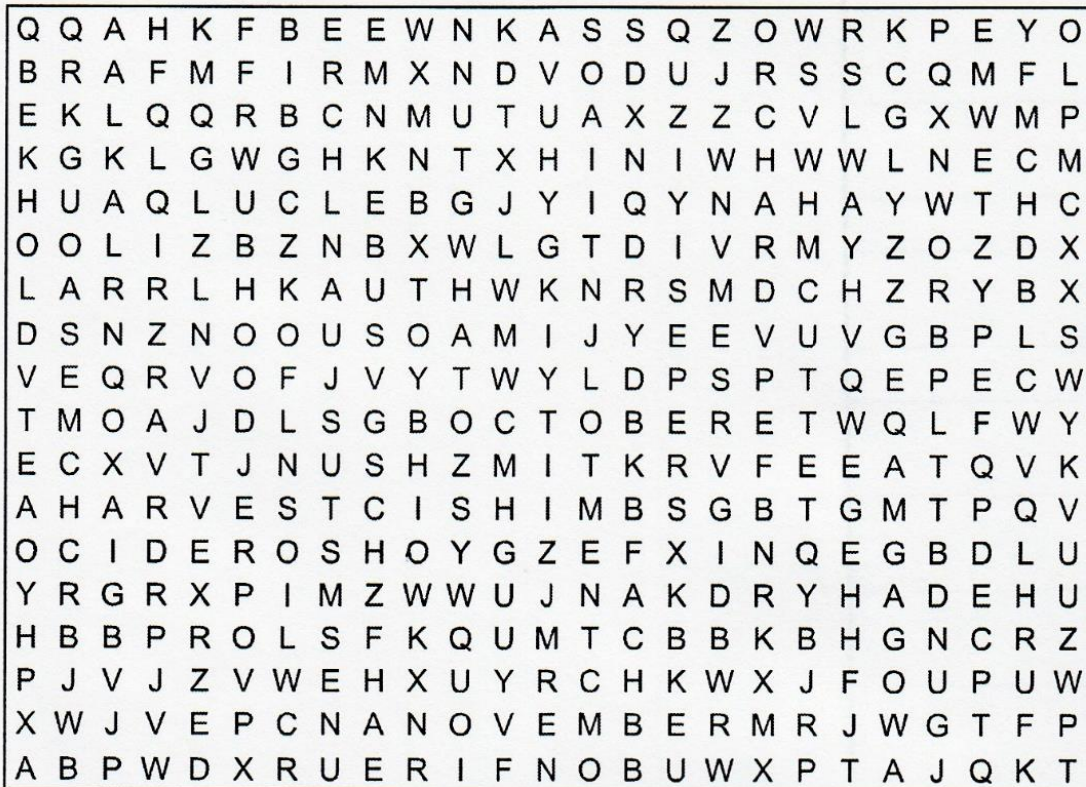 Q Q A H K F B E E W N K A S S Q Z O W R K P E Y O
B R A F M F I R M X N D V O D U J R S S C Q M F L
E K L Q Q R B C N M U T U A X Z Z C V L G X W M P
K G K L G W G H K N T X H I N I W H W W L N E C M
H U A Q L U C L E B G J Y I Q Y N A H A Y W T H C
O O L I Z B Z N B X W L G T D I V R M Y Z O Z D X
L A R R L H K A U T H W K N R S M D C H Z R Y B X
D S N Z N O O U S O A M I J Y E E V U V G B P L S
V E Q R V O F J V Y T W Y L D P S P T Q E P E C W
T M O A J D L S G B O C T O B E R E T W Q L F W Y
E C X V T J N U S H Z M I T K R V F E E A T Q V K
A H A R V E S T C I S H I M B S G B T G M T P Q V
O C I D E R O S H O Y G Z E F X I N Q E G B D L U
Y R G R X P I M Z W W U J N A K D R Y H A D E H U
H B B P R O L S F K Q U M T C B B K B H G N C R Z
P J V J Z V W E H X U Y R C H K W X J F O U P U W
X W J V E P C N A N O V E M B E R M R J W G T F P
A B P W D X R U E R I F N O B U W X P T A J Q K T